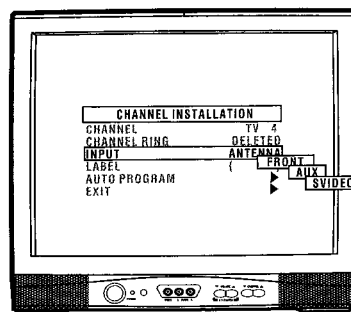 CHANNEL INSTALLATION
CHANNEL TV 4
CHANNEL RING DELETED
INPUT ANTENNA FRONT AUX SVIDEO
LABEL (
AUTO PROGRAM
EXIT